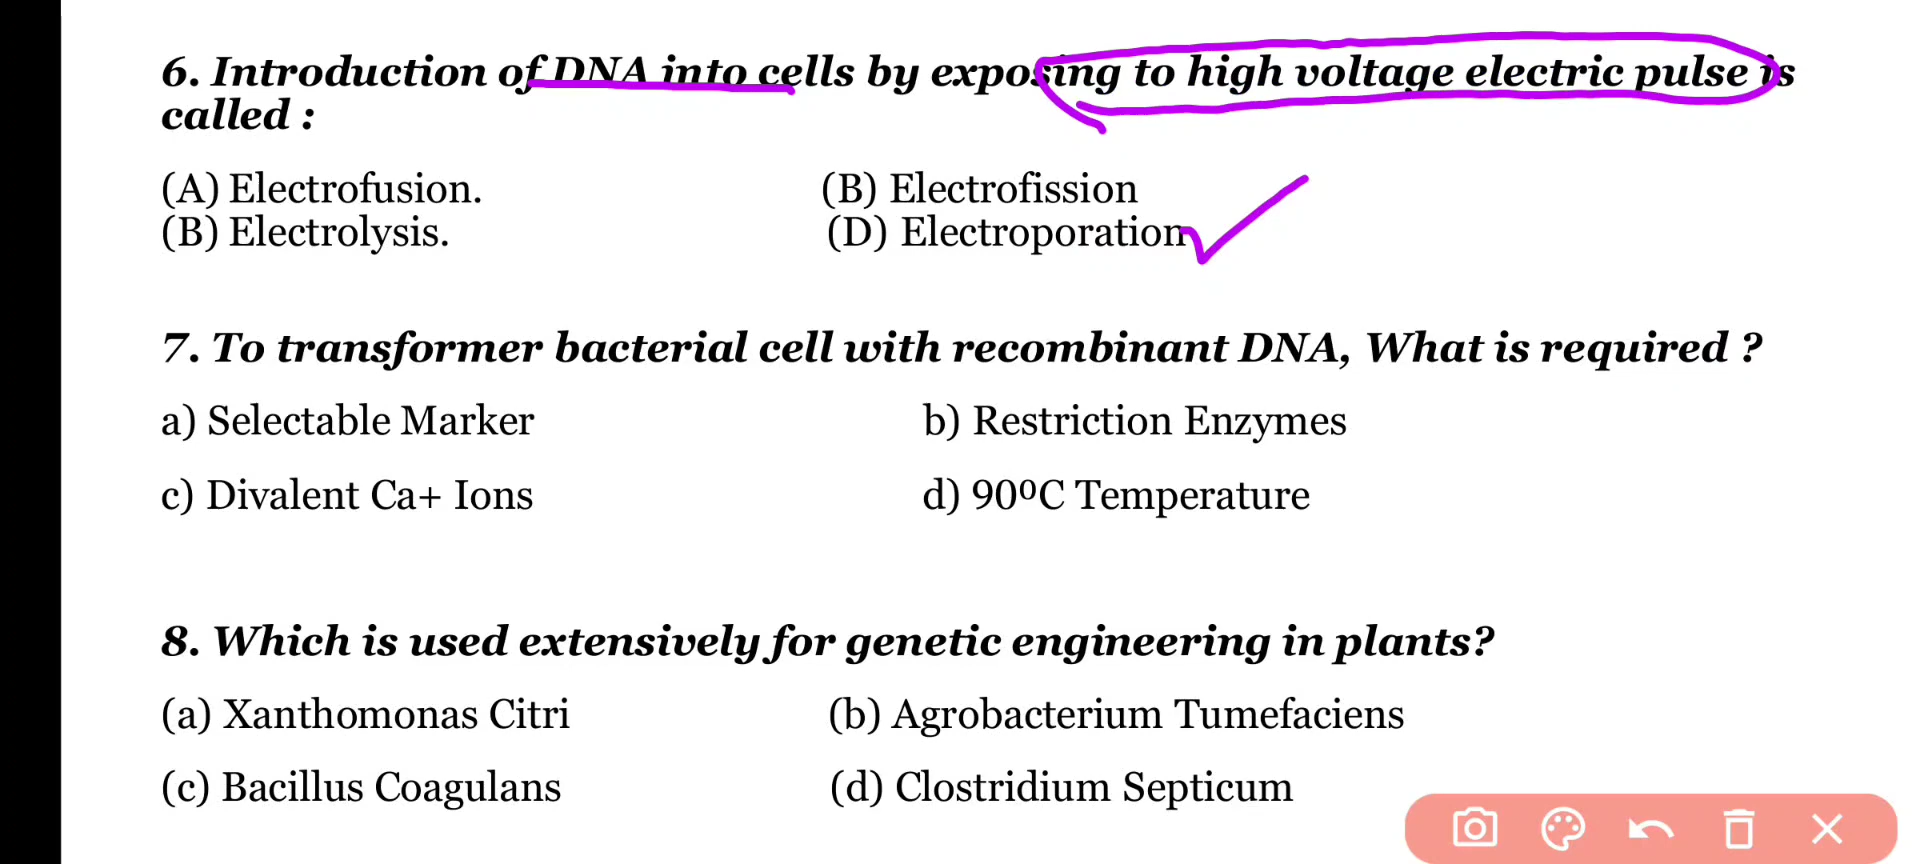 6. Introduction of DNA into cells by exposing to high voltage electric pulse is
called :
(A) Electrofusion. (B) Electrofission
(B) Electrolysis. (D) Electroporation
7. To transformer bacterial cell with recombinant DNA, What is required ?
a) Selectable Marker b) Restriction Enzymes
c) Divalent Ca+ Ions d) 90⁰C Temperature
8. Which is used extensively for genetic engineering in plants?
(a) Xanthomonas Citri (b) Agrobacterium Tumefaciens
(c) Bacillus Coagulans (d) Clostridium Septicum